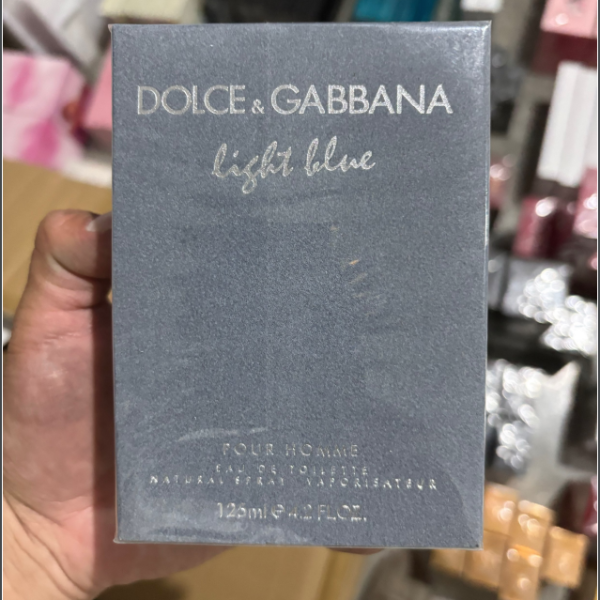 DOLCE & GABBANA
light blue
POUR HOMME
EAU DE TOILETTE
NATURAL SPRAY VAPORISATEUR
125ml ℮ 4.2 FL.OZ.